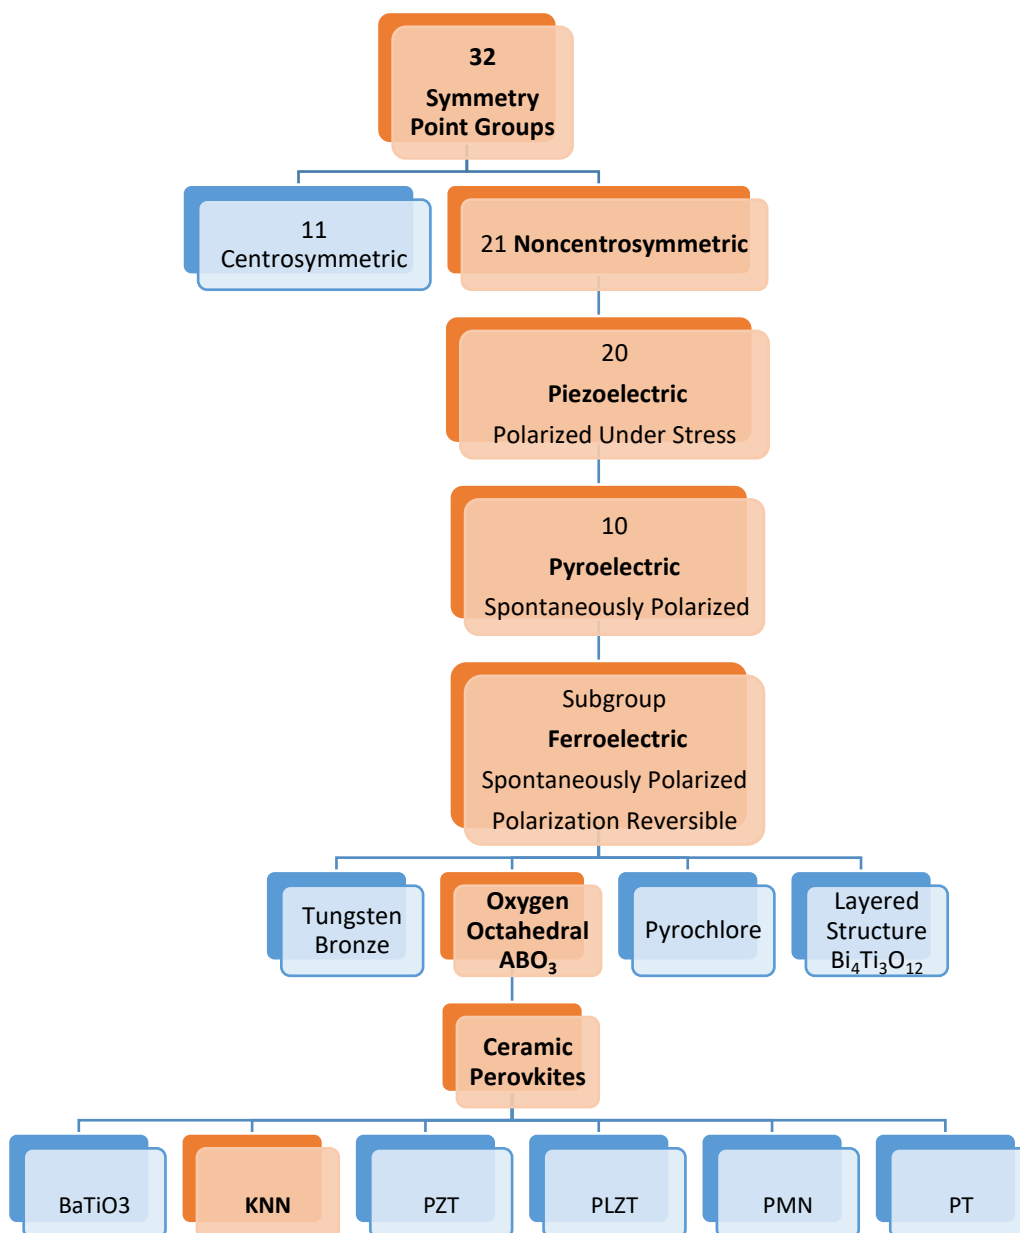 32
Symmetry
Point Groups
11
Centrosymmetric
21 Noncentrosymmetric
20
Piezoelectric
Polarized Under Stress
10
Pyroelectric
Spontaneously Polarized
Subgroup
Ferroelectric
Spontaneously Polarized
Polarization Reversible
Tungsten
Bronze
Oxygen
Octahedral
ABO₃
Pyrochlore
Layered
Structure
Bi₄Ti₃O₁₂
Ceramic
Perovkites
BaTiO3
KNN
PZT
PLZT
PMN
PT